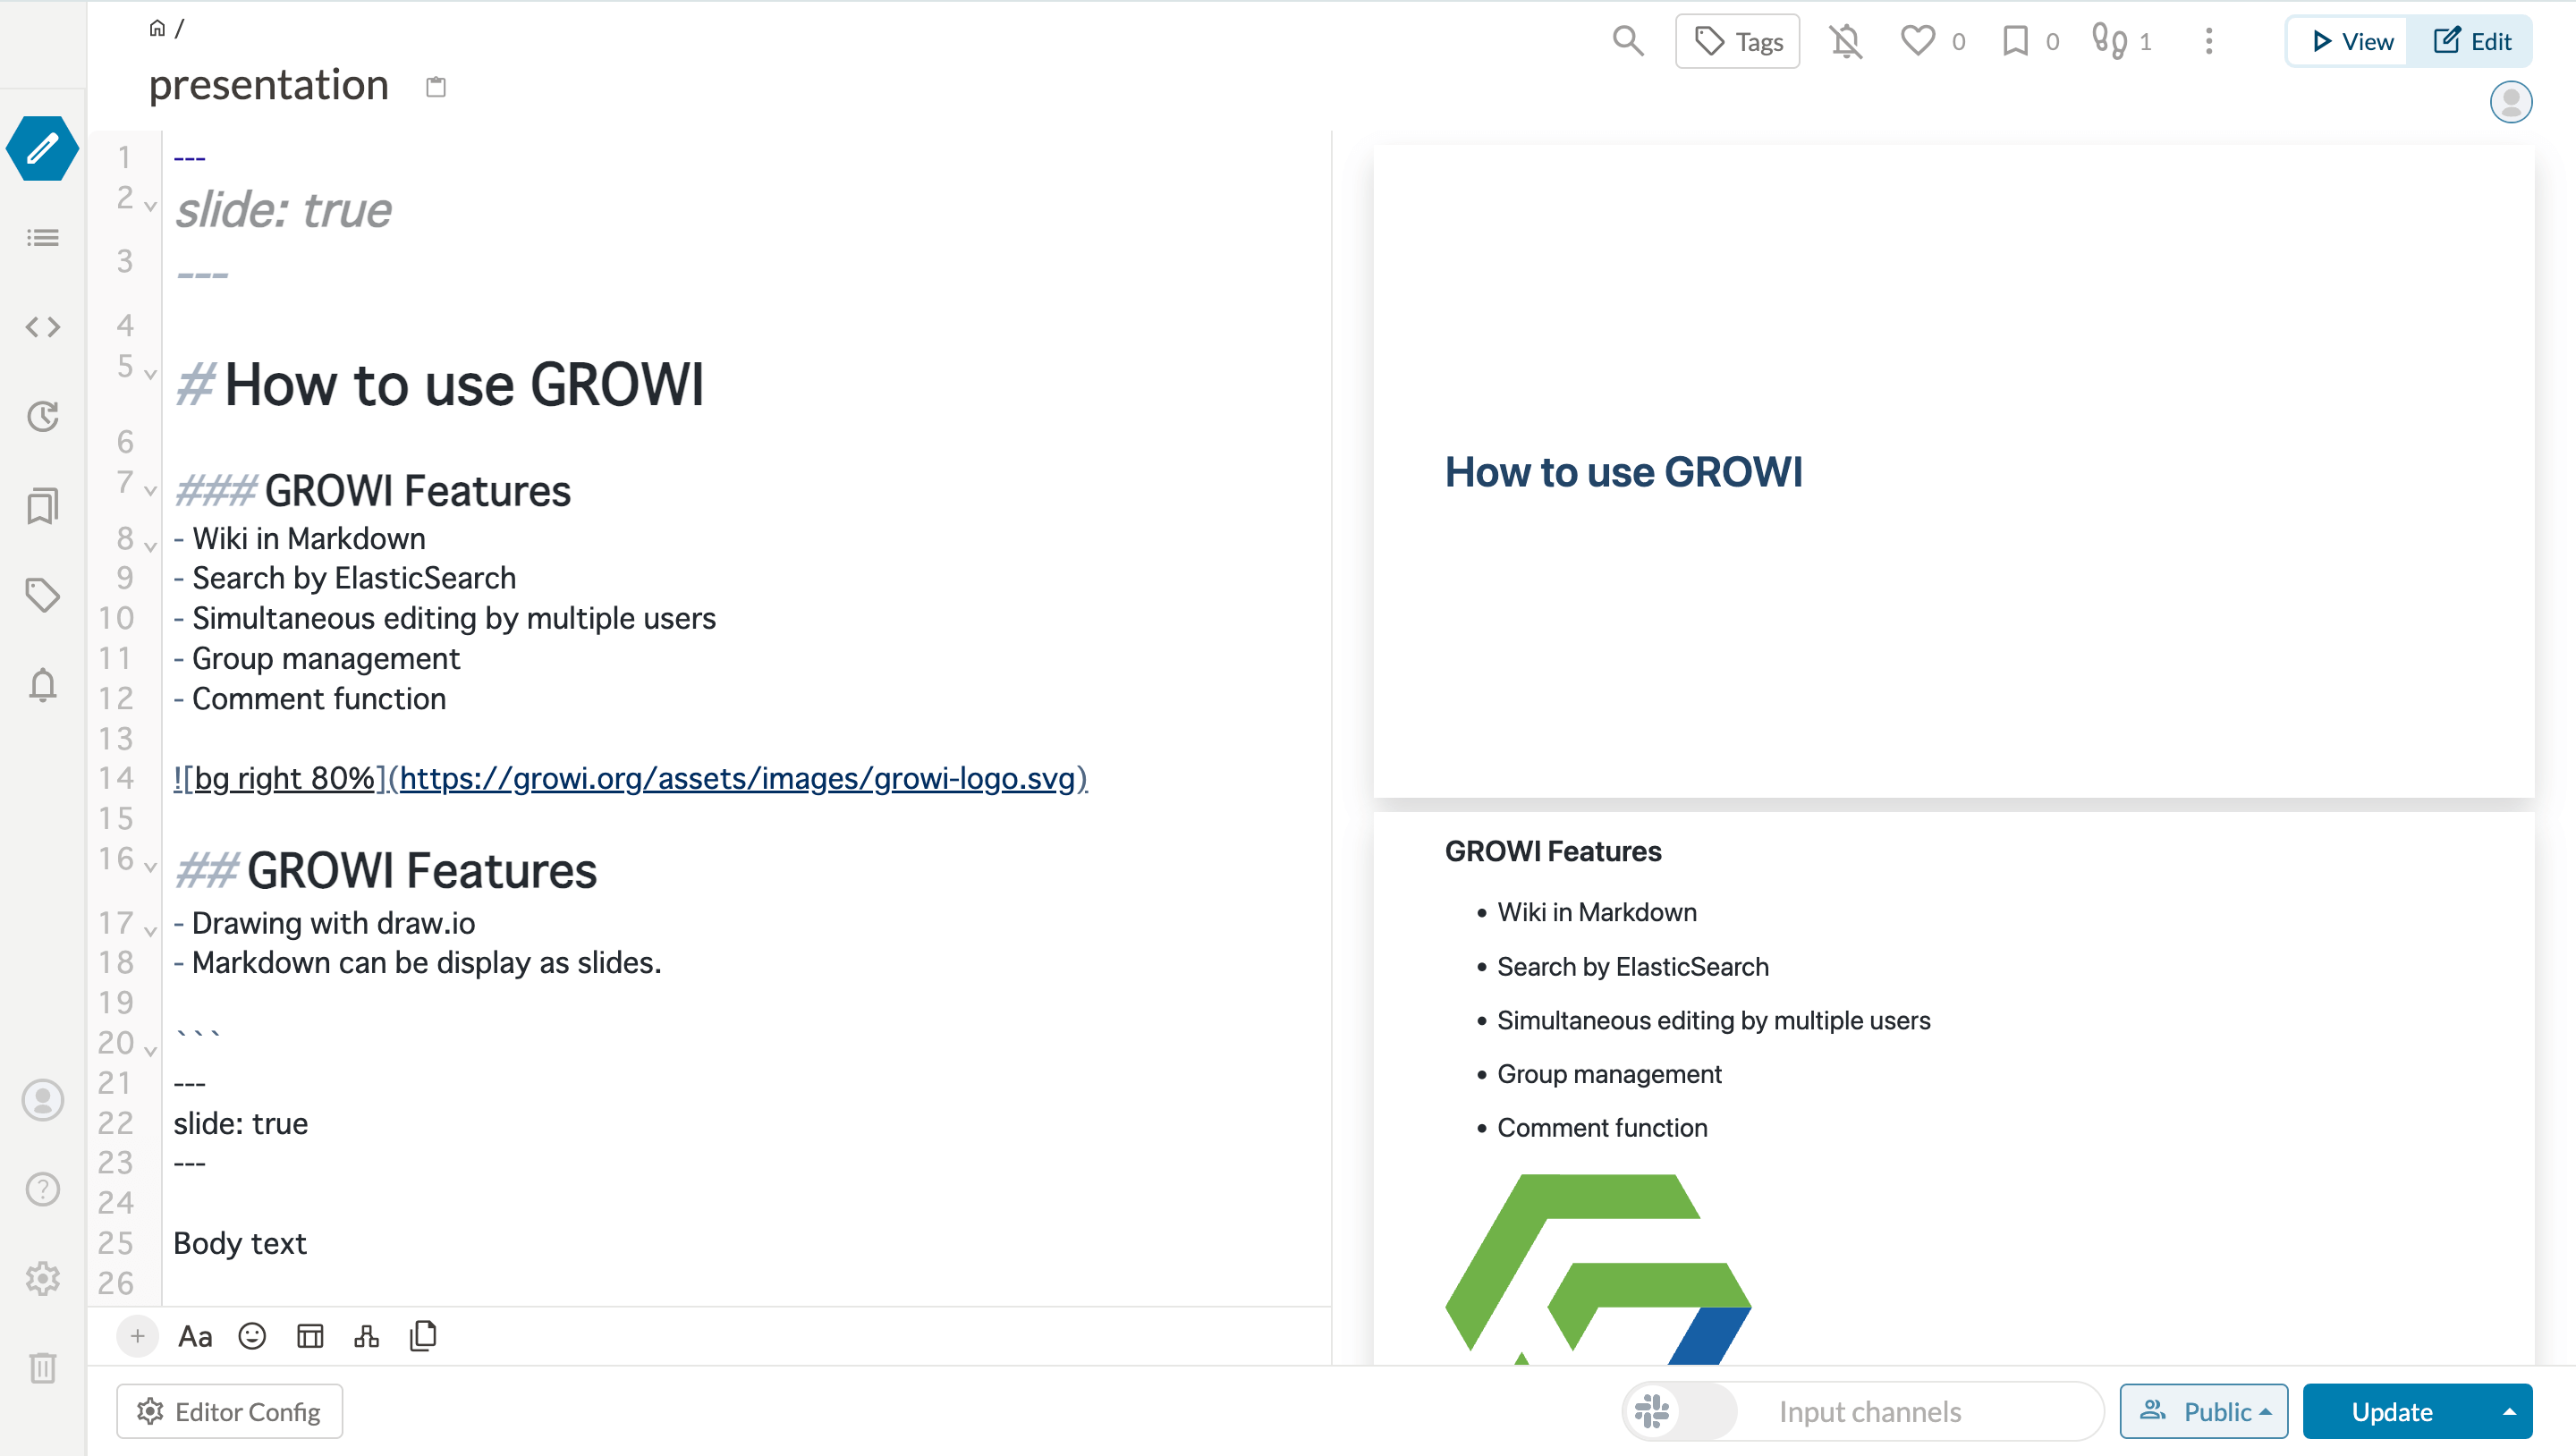 /
presentation
Tags
0
0
1
View
Edit
1 ---
2 slide: true
3 ---
4
5 # How to use GROWI
6
7 ### GROWI Features
8 - Wiki in Markdown
9 - Search by ElasticSearch
10 - Simultaneous editing by multiple users
11 - Group management
12 - Comment function
13
14 ![bg right 80%](https://growi.org/assets/images/growi-logo.svg)
15
16 ## GROWI Features
17 - Drawing with draw.io
18 - Markdown can be display as slides.
19
20 ```
21 ---
22 slide: true
23 ---
24
25 Body text
26
How to use GROWI
GROWI Features
• Wiki in Markdown
• Search by ElasticSearch
• Simultaneous editing by multiple users
• Group management
• Comment function
+ Aa
Editor Config
Input channels
Public
Update